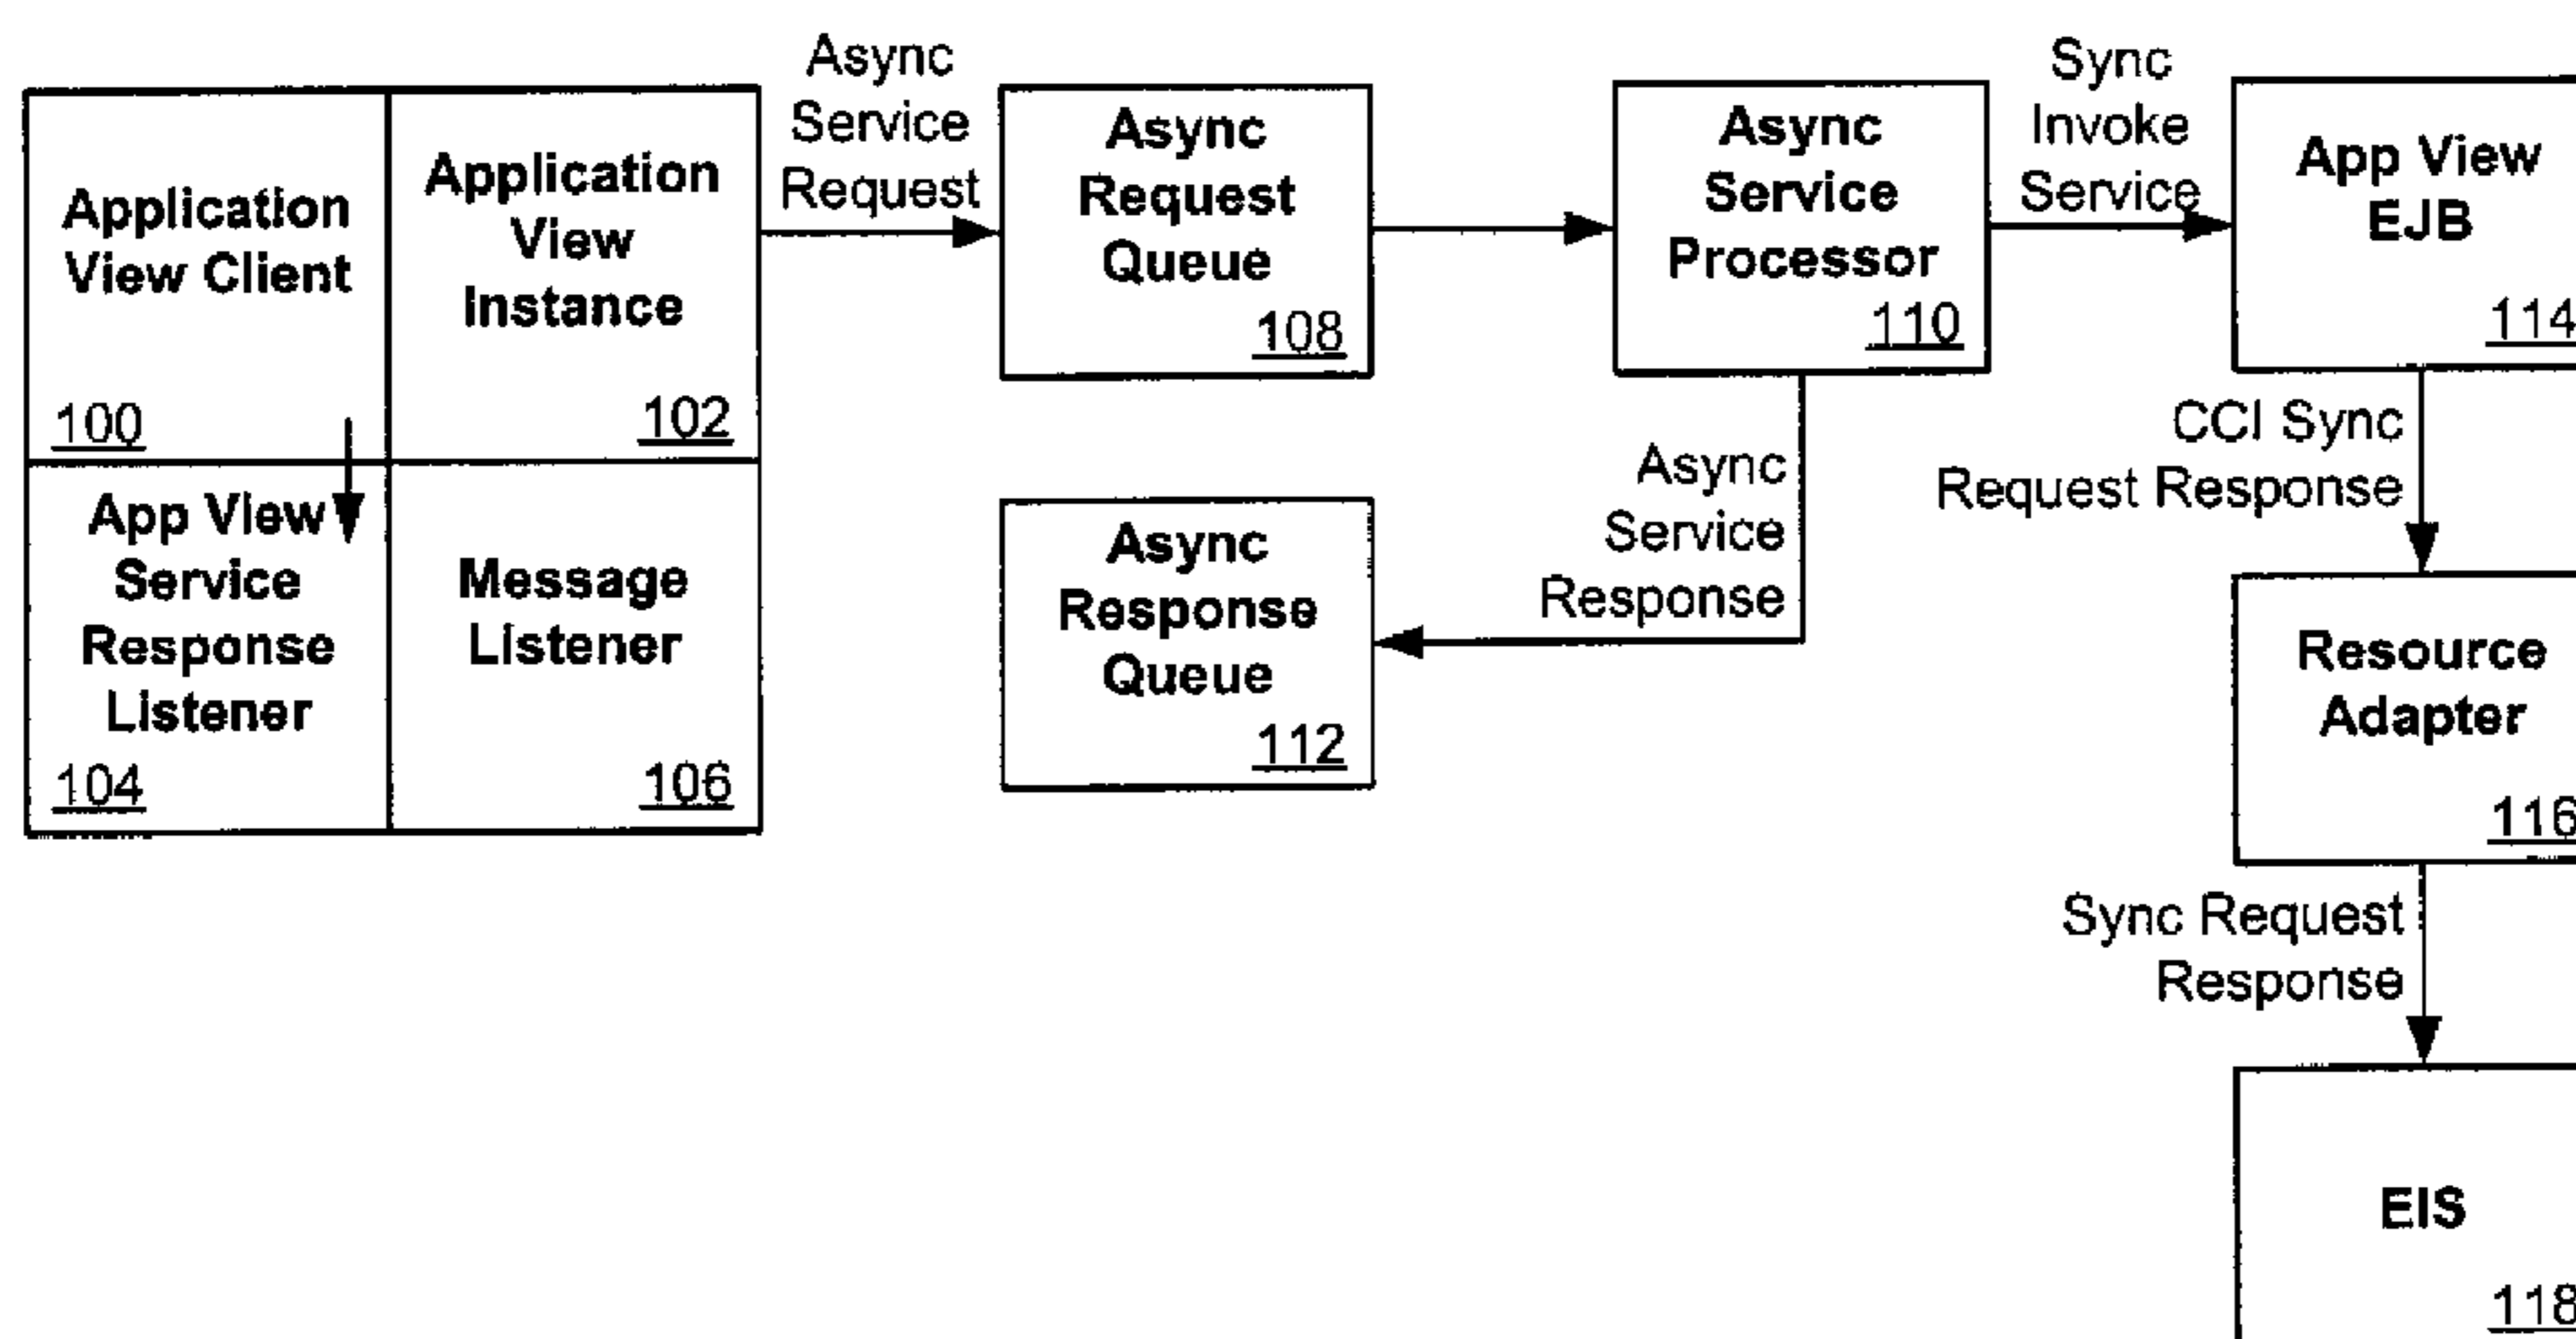 Application
View Client
100
Application
View
Instance
102
App View
Service
Response
Listener
104
Message
Listener
106
Async
Service
Request
Async
Request
Queue
108
Async
Service
Processor
110
Sync
Invoke
Service
App View
EJB
114
Async
Service
Response
Async
Response
Queue
112
CCI Sync
Request Response
Resource
Adapter
116
Sync Request
Response
EIS
118